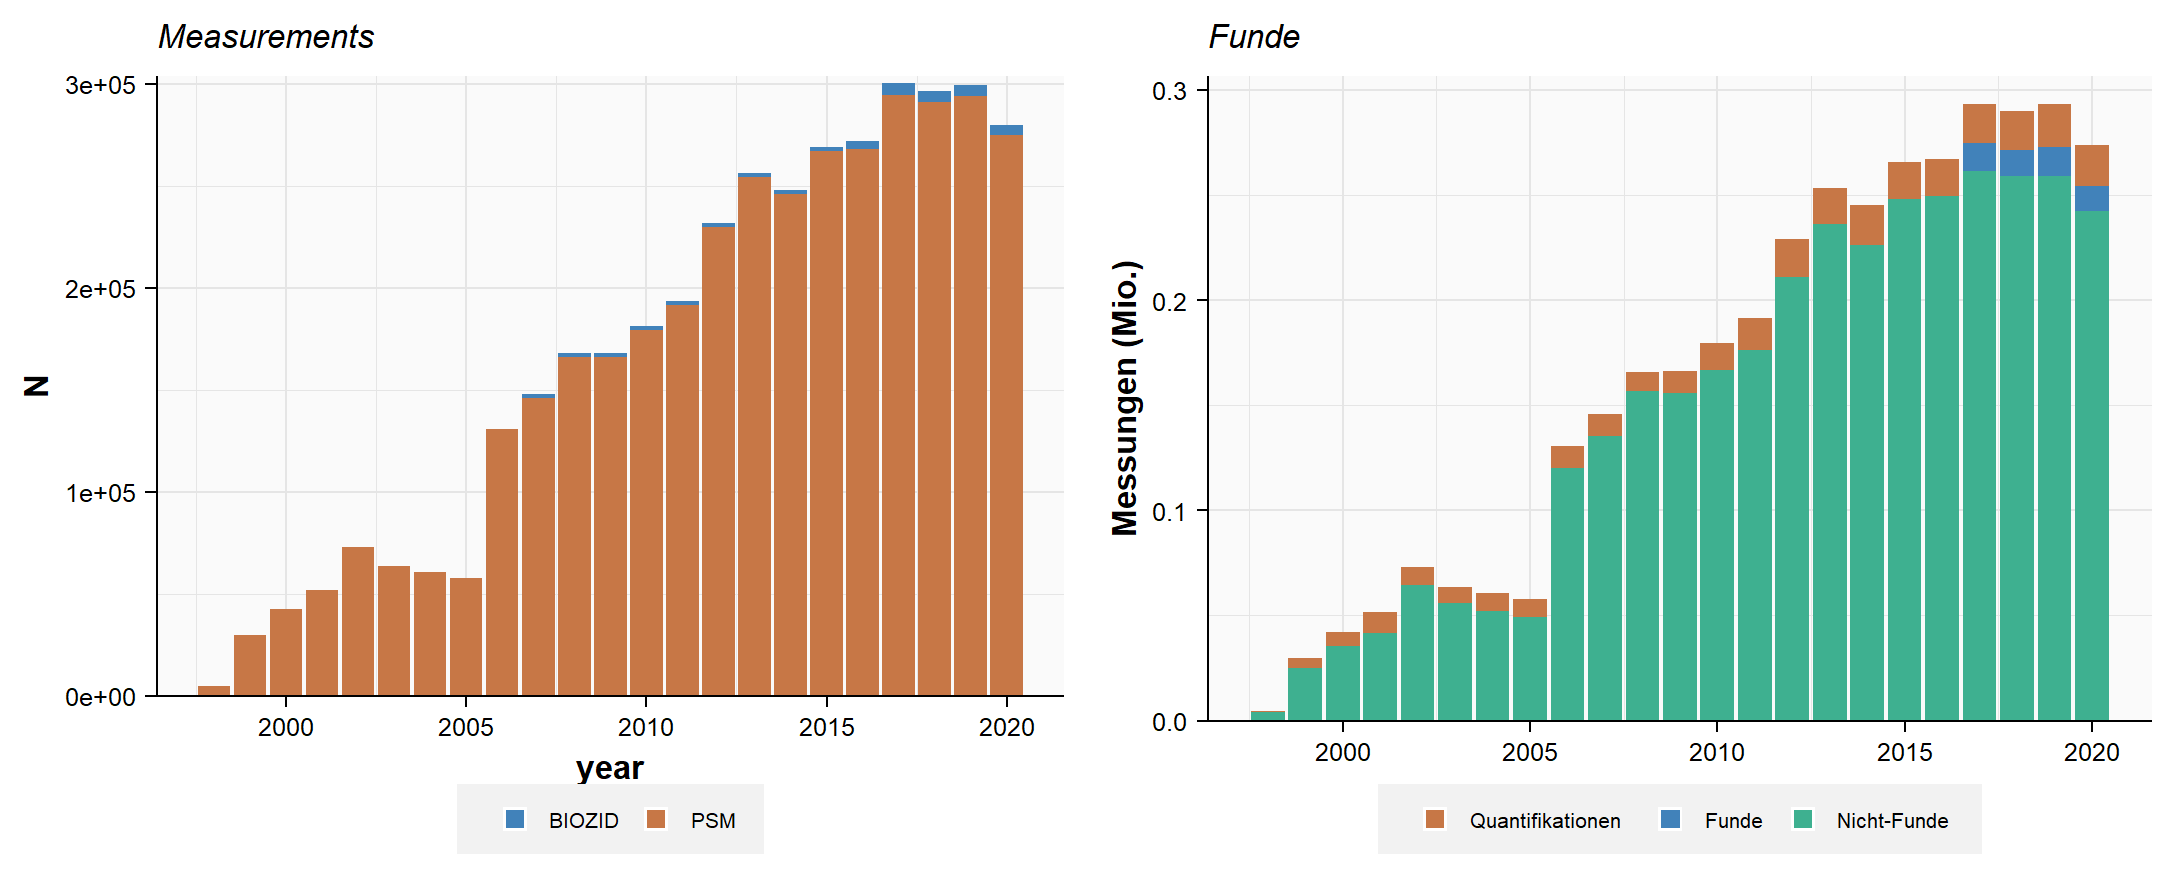 Measurements
3e+05
2e+05
1e+05
0e+00
N
2000 2005 2010 2015 2020
year
BIOZID PSM
Funde
0.3
0.2
0.1
0.0
Messungen (Mio.)
2000 2005 2010 2015 2020
Quantifikationen Funde Nicht-Funde